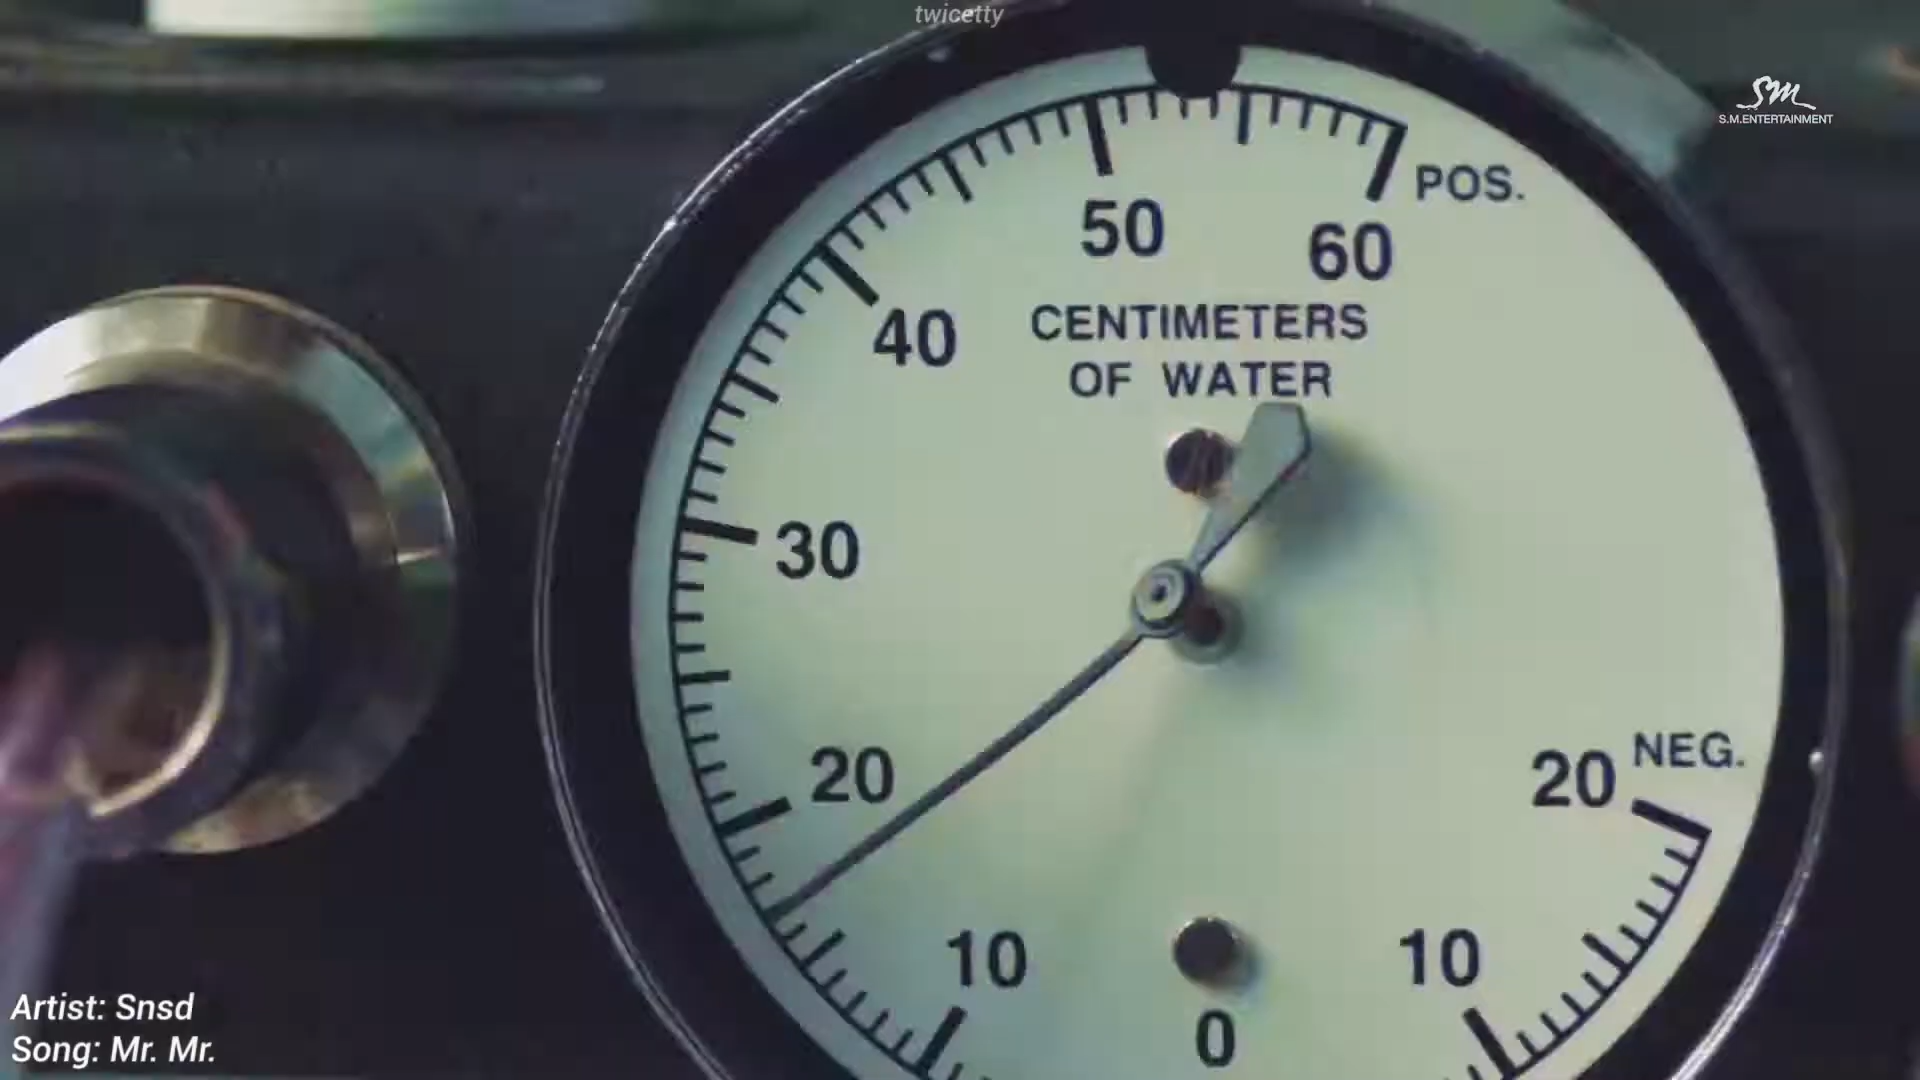 twicetty
SM
S.M.ENTERTAINMENT
POS.
50
60
40
CENTIMETERS
OF WATER
30
20
20 NEG.
10
10
0
Artist: Snsd
Song: Mr. Mr.